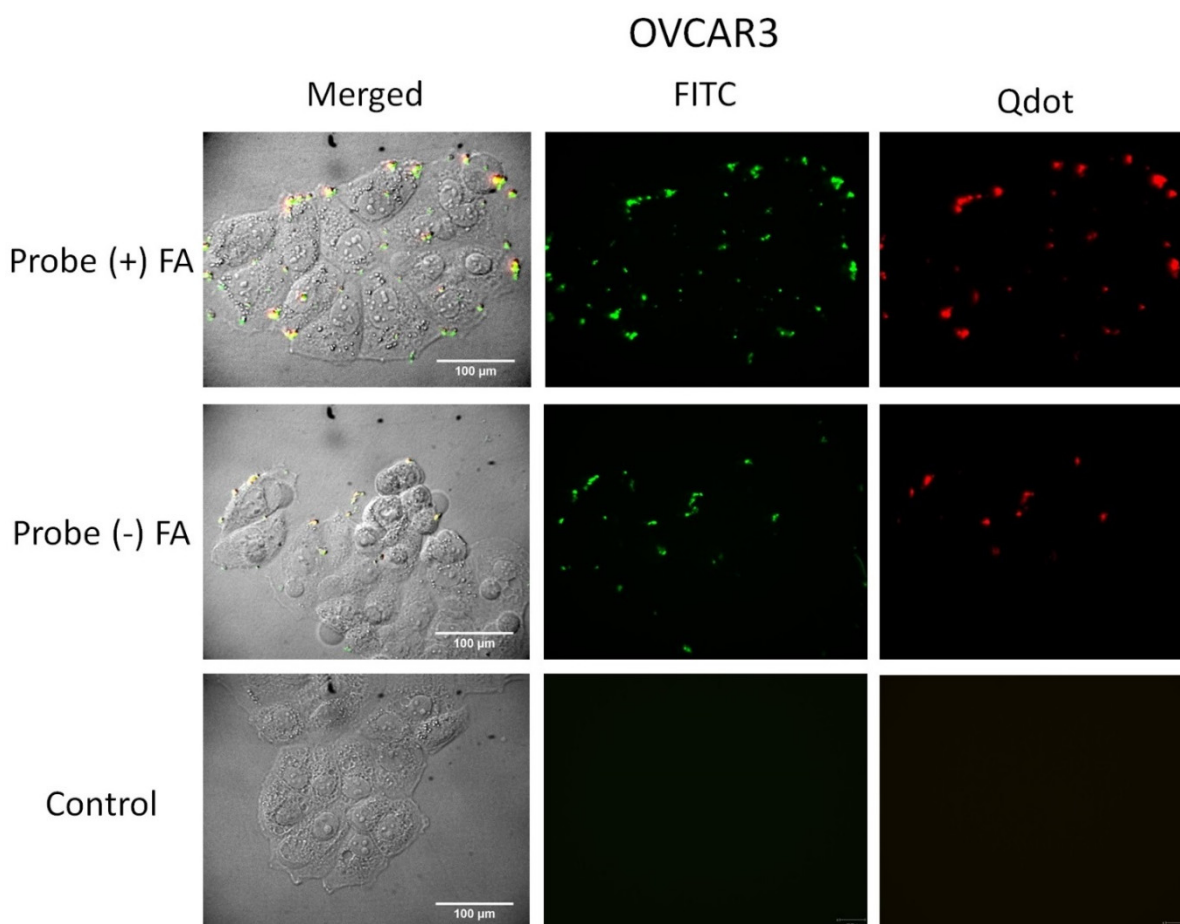 OVCAR3
Merged FITC Qdot
Probe (+) FA
100 µm
Probe (-) FA
100 µm
Control
100 µm